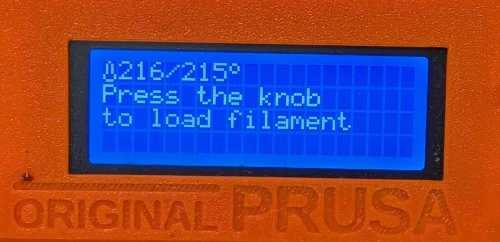 216/215°
Press the knob
to load filament
ORIGINAL PRUSA